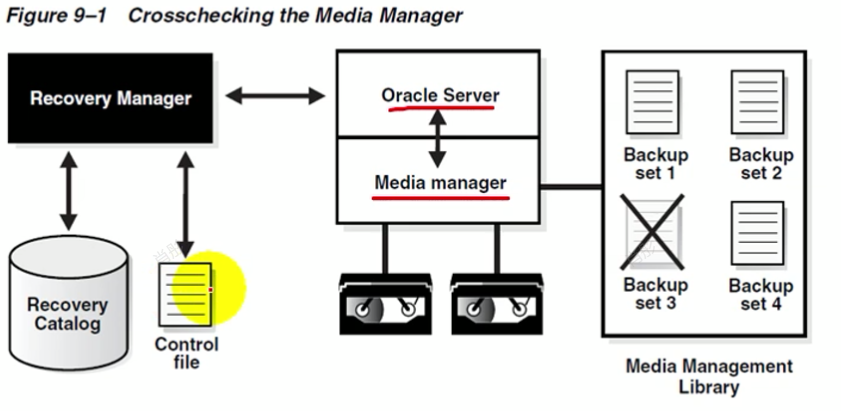 Figure 9–1 Crosschecking the Media Manager
Recovery Manager
Oracle Server
Media manager
Recovery
Catalog
Control
file
Backup
set 1
Backup
set 2
Backup
set 3
Backup
set 4
Media Management
Library